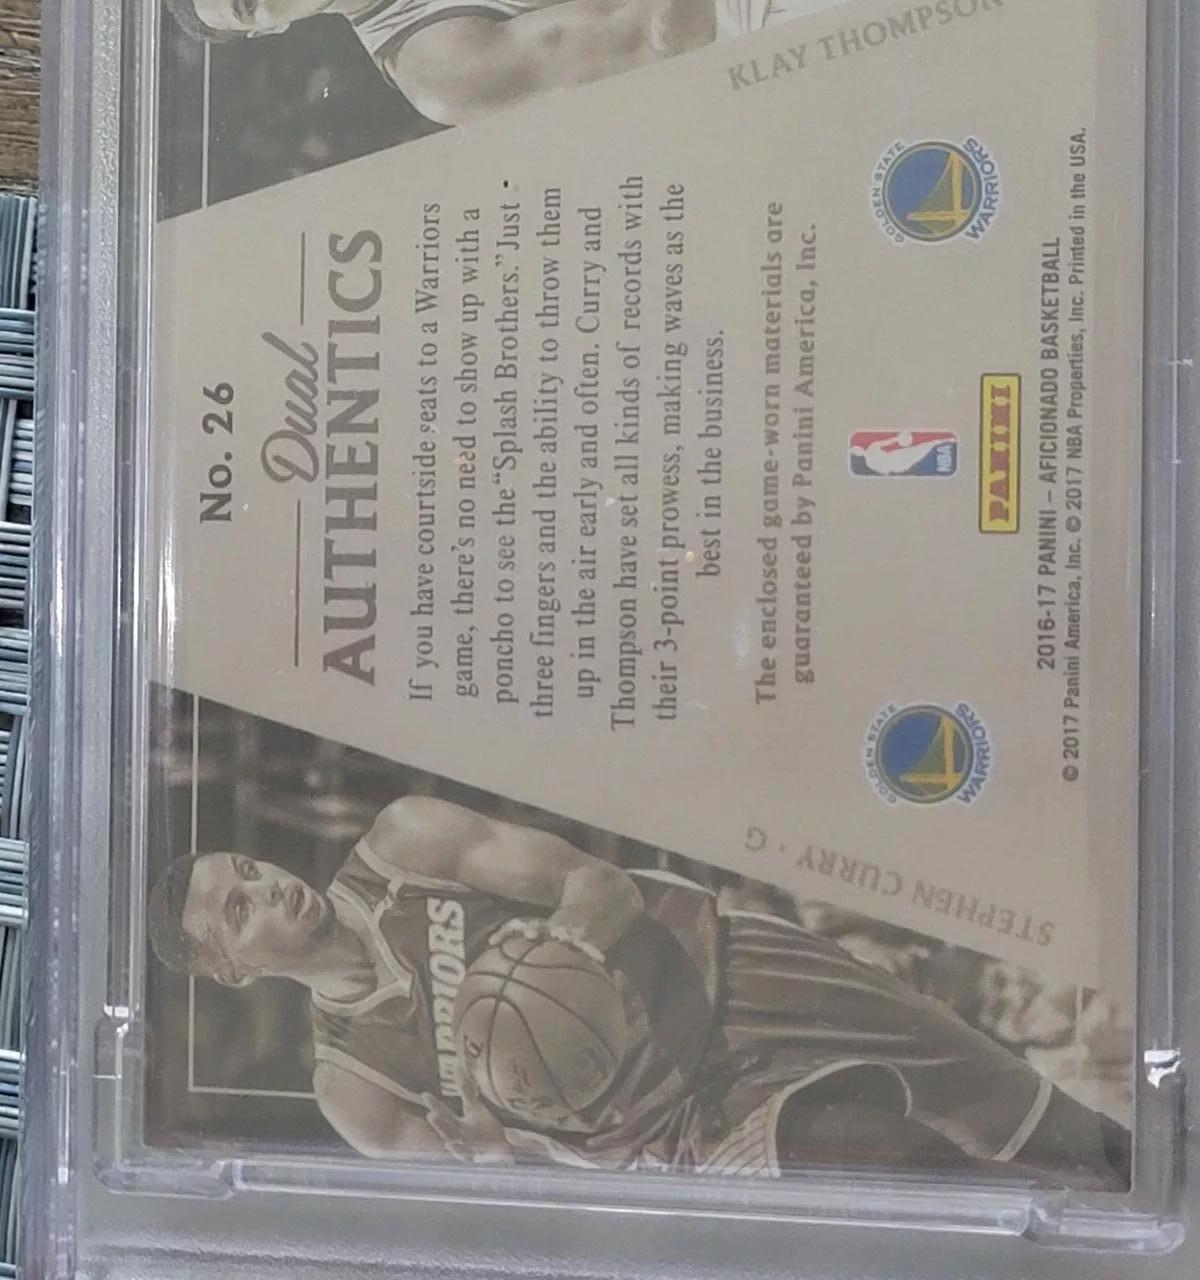 No. 26
Dual
AUTHENTICS
If you have courtside seats to a Warriors
game, there's no need to show up with a
poncho to see the "Splash Brothers." Just
three fingers and the ability to throw them
up in the air early and often. Curry and
Thompson have set all kinds of records with
their 3-point prowess, making waves as the
best in the business.
The enclosed game-worn materials are
guaranteed by Panini America, Inc.
STEPHEN CURRY · G
KLAY THOMPSON
GOLDEN STATE
WARRIORS
NBA
GOLDEN STATE
WARRIORS
PANINI
2016-17 PANINI – AFICIONADO BASKETBALL
© 2017 Panini America, Inc. © 2017 NBA Properties, Inc. Printed in the USA.
WARRIORS